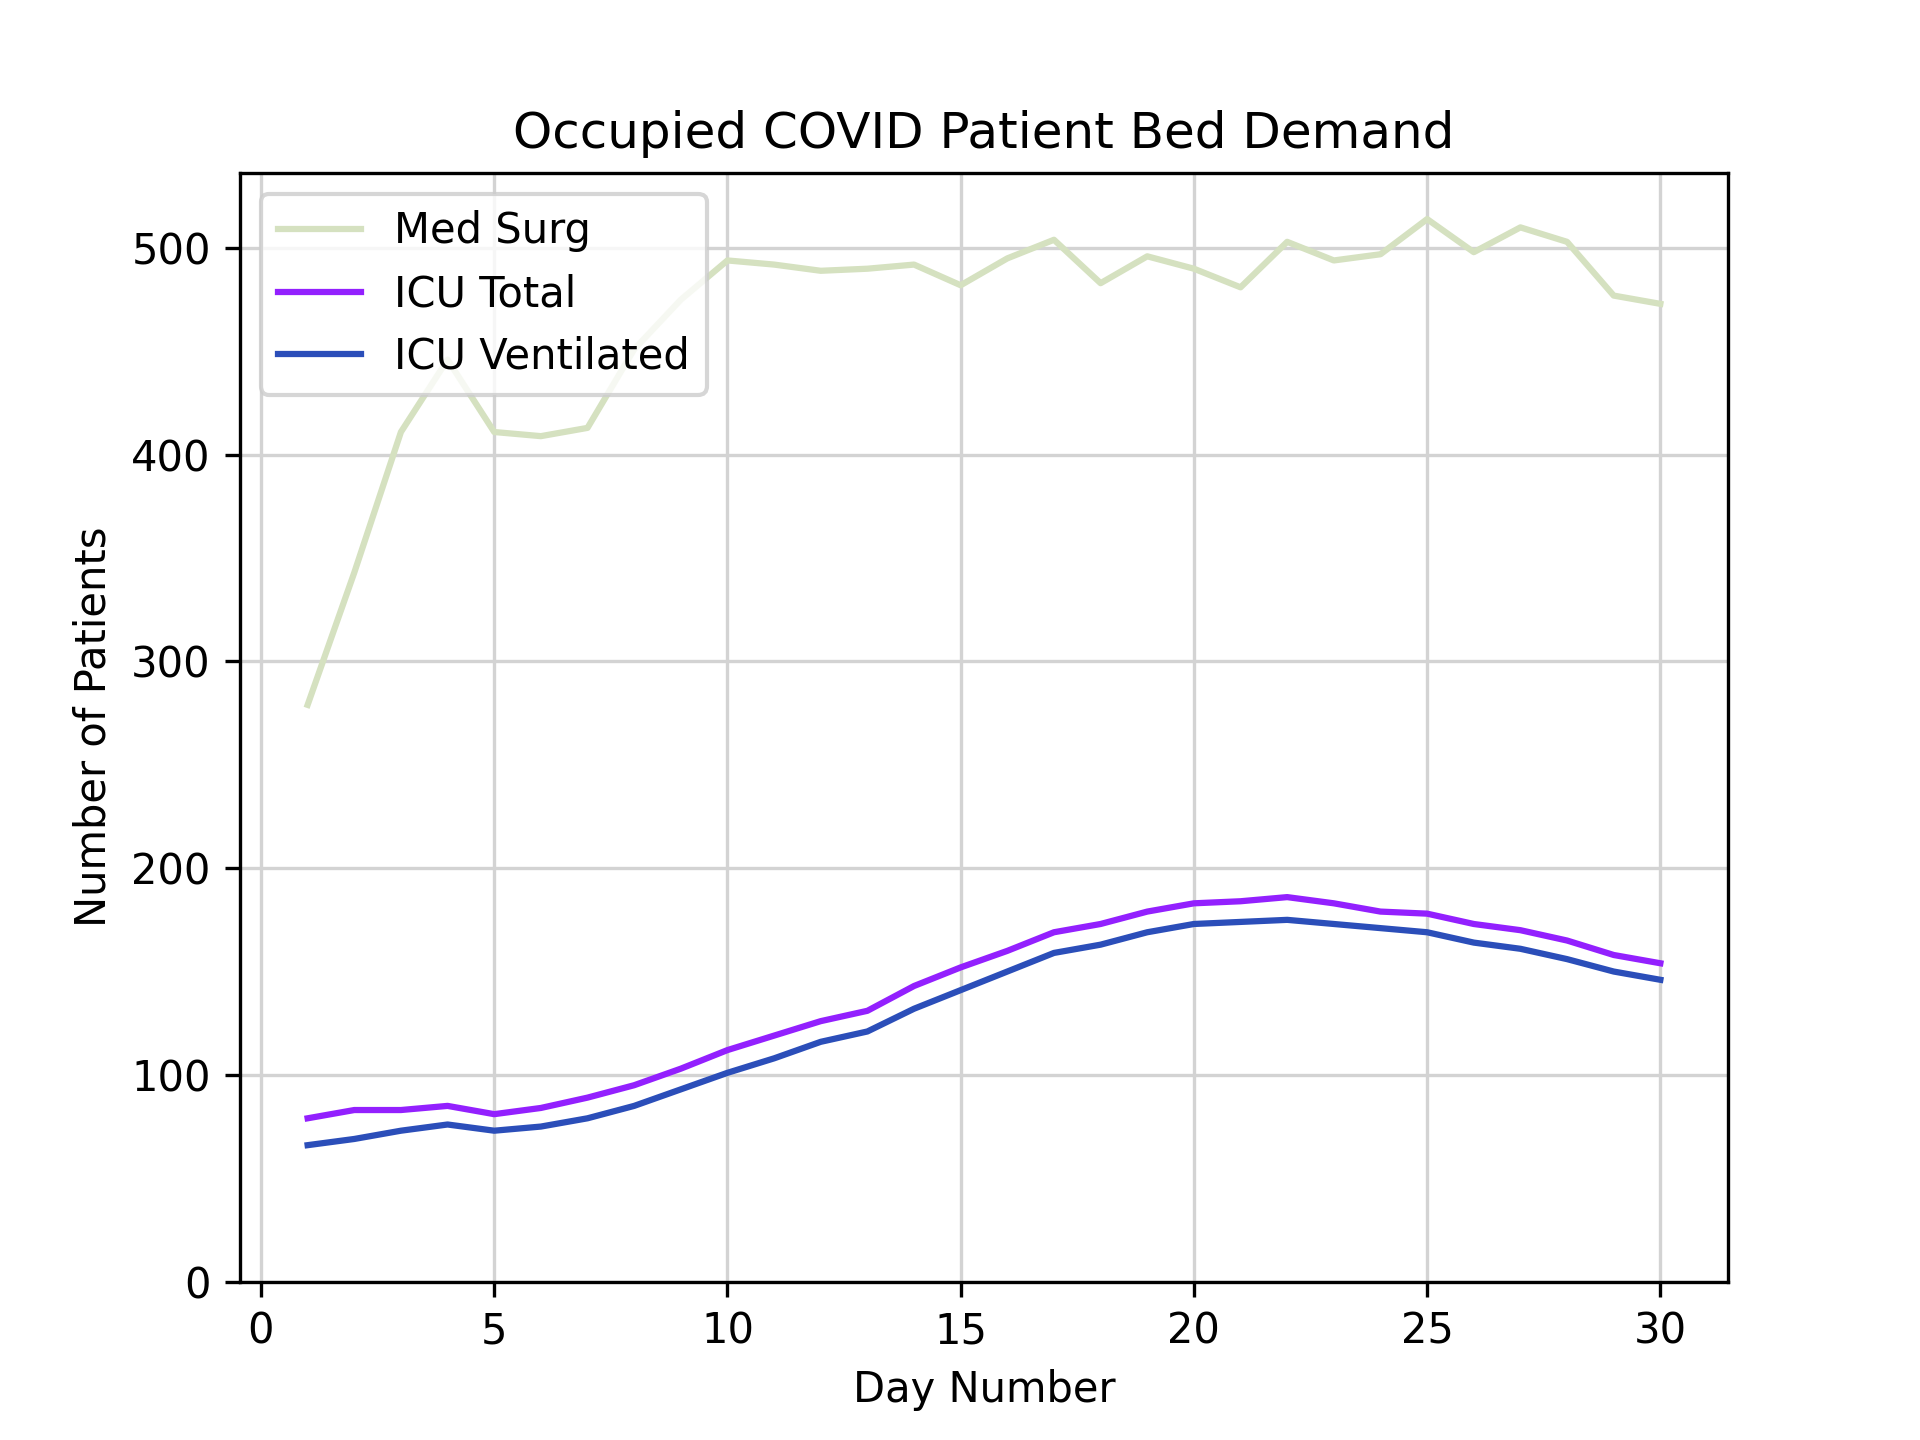 Occupied COVID Patient Bed Demand
Med Surg
ICU Total
ICU Ventilated
500
400
300
200
100
0
Number of Patients
0 5 10 15 20 25 30
Day Number